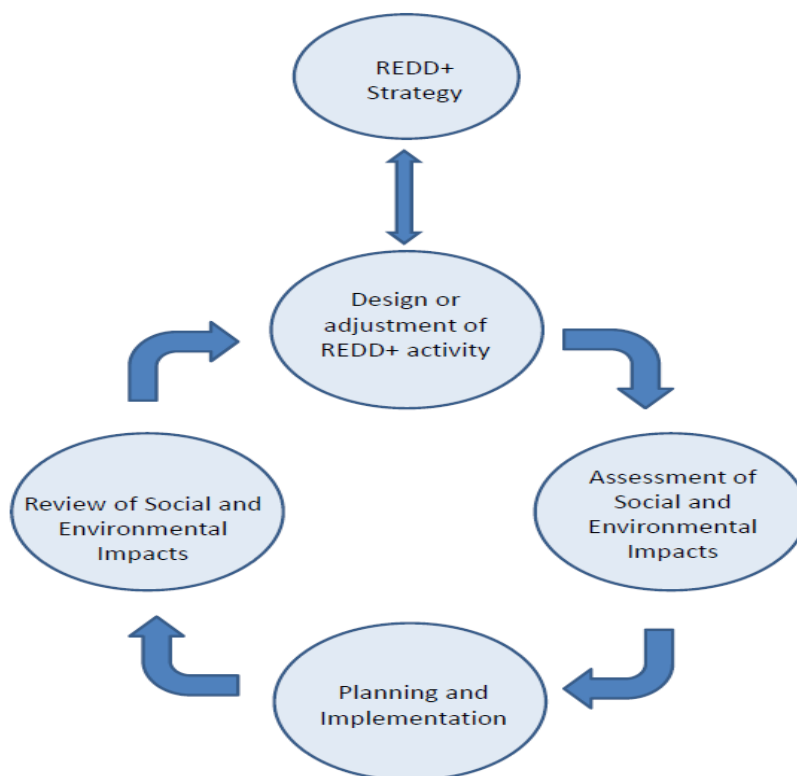 REDD+
Strategy
Design or
adjustment of
REDD+ activity
Assessment of
Social and
Environmental
Impacts
Planning and
Implementation
Review of Social and
Environmental
Impacts